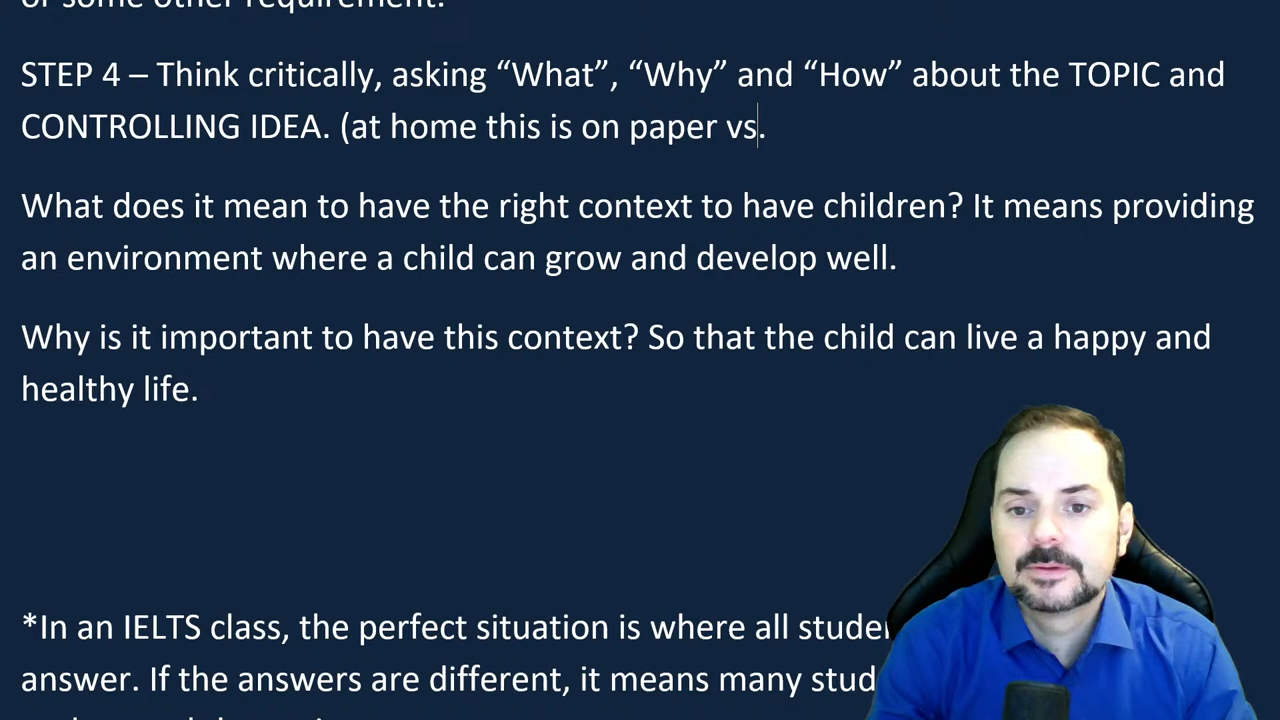 or some other requirement.
STEP 4 – Think critically, asking “What”, “Why” and “How” about the TOPIC and
CONTROLLING IDEA. (at home this is on paper vs.
What does it mean to have the right context to have children? It means providing
an environment where a child can grow and develop well.
Why is it important to have this context? So that the child can live a happy and
healthy life.
*In an IELTS class, the perfect situation is where all
answer. If the answers are different, it means many